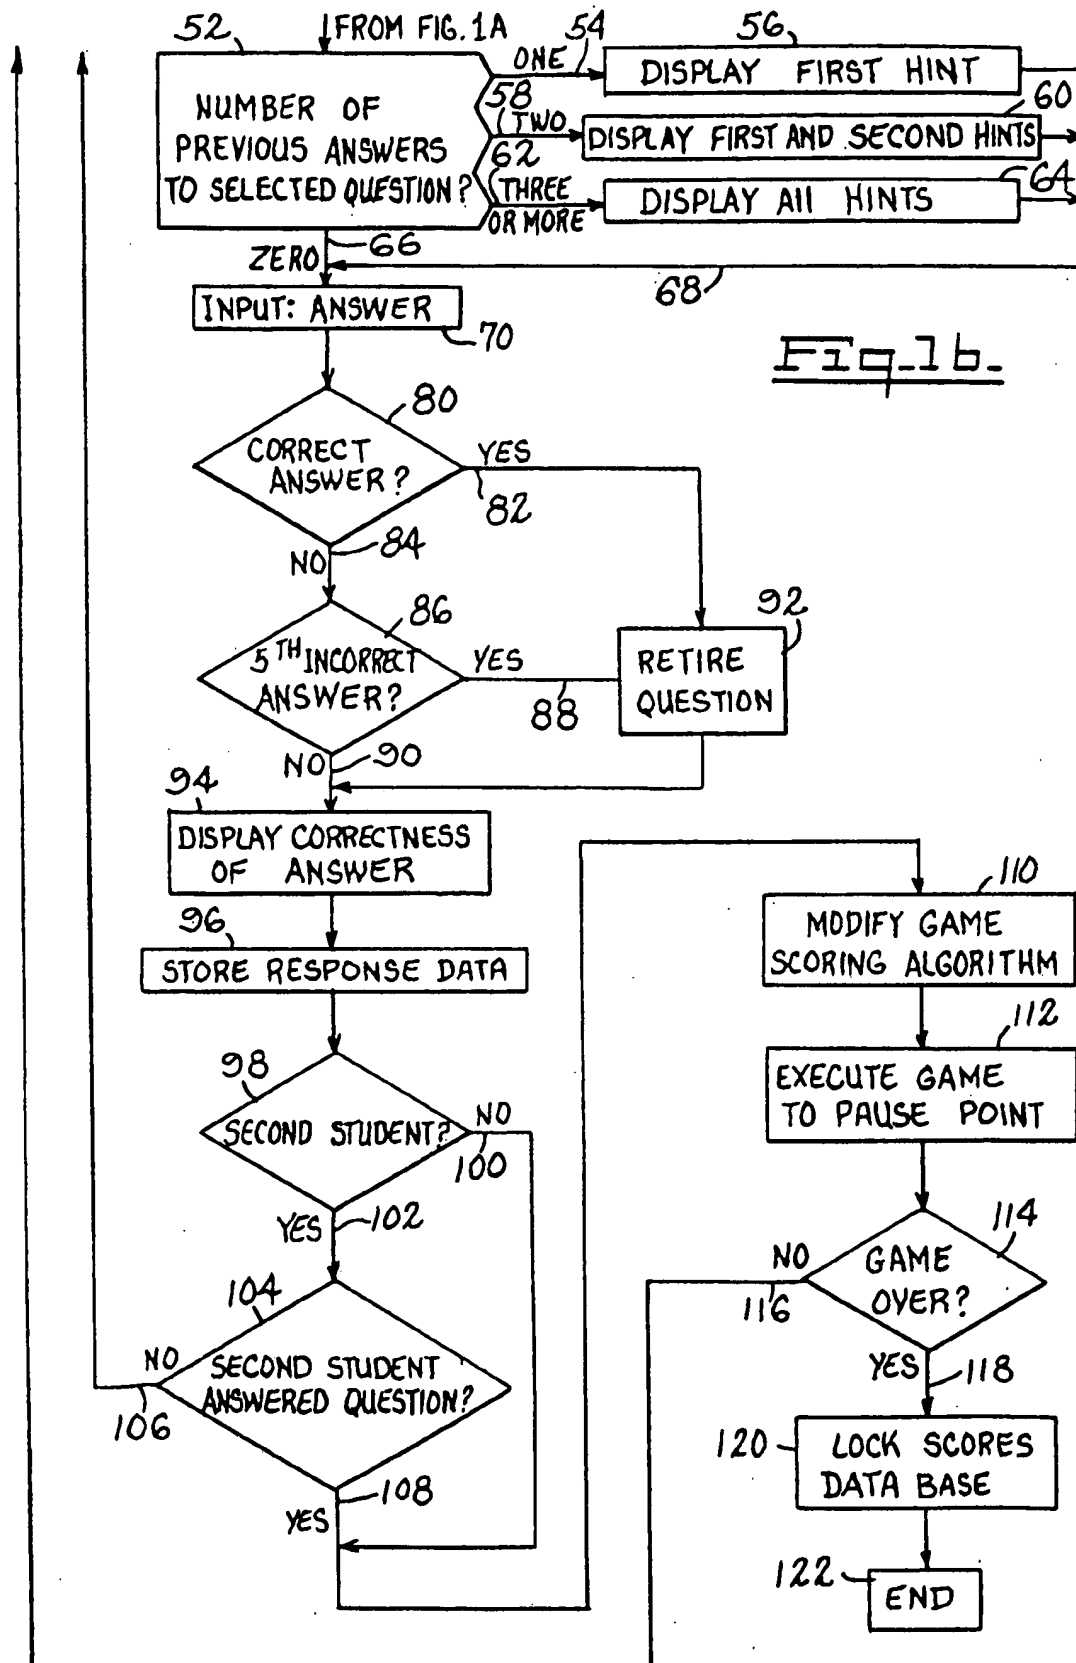 52
FROM FIG. 1A
54
56
ONE
DISPLAY FIRST HINT
NUMBER OF
PREVIOUS ANSWERS
TO SELECTED QUESTION?
58
TWO
60
DISPLAY FIRST AND SECOND HINTS
62
THREE
OR MORE
64
DISPLAY All HINTS
66
ZERO
68
INPUT: ANSWER
70
Fig.1b.
80
CORRECT
ANSWER?
YES
82
84
NO
86
5TH INCORRECT
ANSWER?
YES
88
92
RETIRE
QUESTION
NO
90
94
DISPLAY CORRECTNESS
OF ANSWER
96
STORE RESPONSE DATA
98
SECOND STUDENT?
NO
100
YES
102
104
SECOND STUDENT
ANSWERED QUESTION?
NO
106
108
YES
110
MODIFY GAME
SCORING ALGORITHM
112
EXECUTE GAME
TO PAUSE POINT
114
GAME
OVER?
NO
116
YES
118
120
LOCK SCORES
DATA BASE
122
END